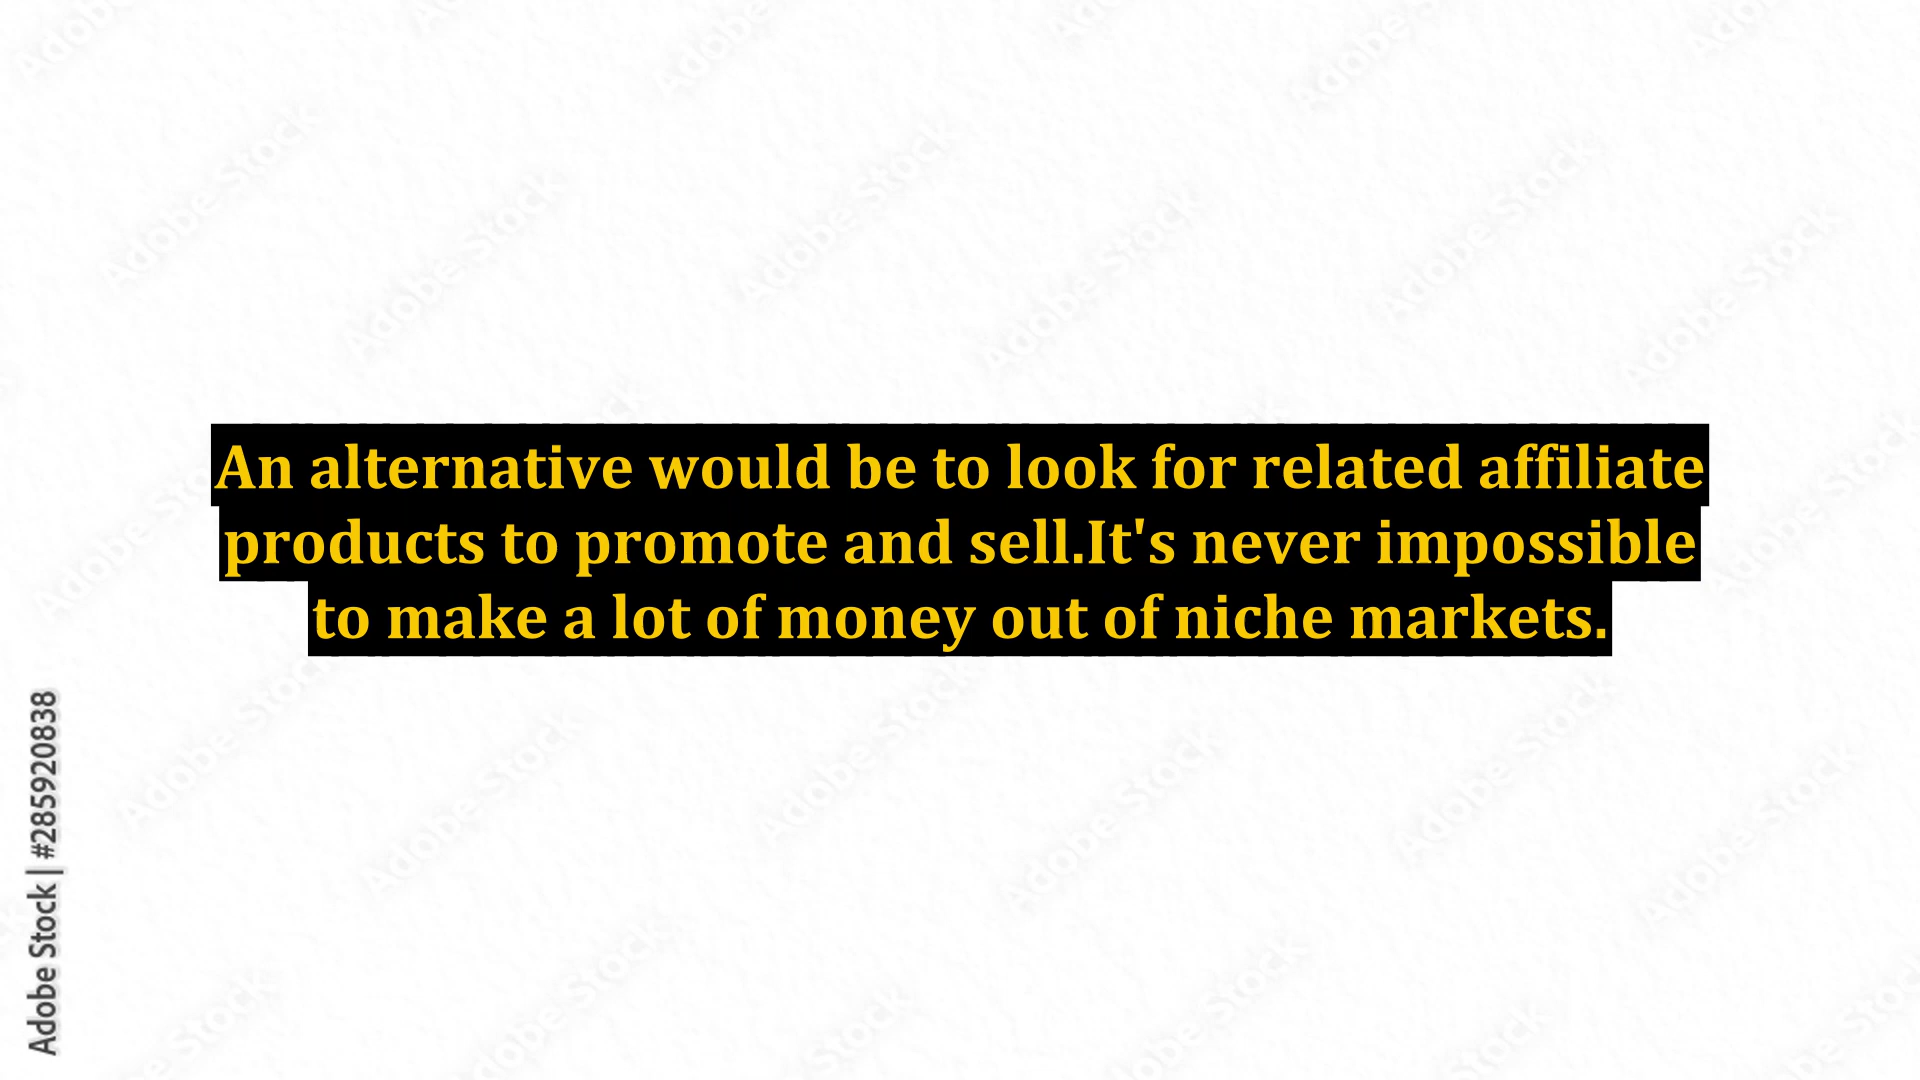 An alternative would be to look for related affiliate
products to promote and sell.It's never impossible
to make a lot of money out of niche markets.
Adobe Stock | #285920838